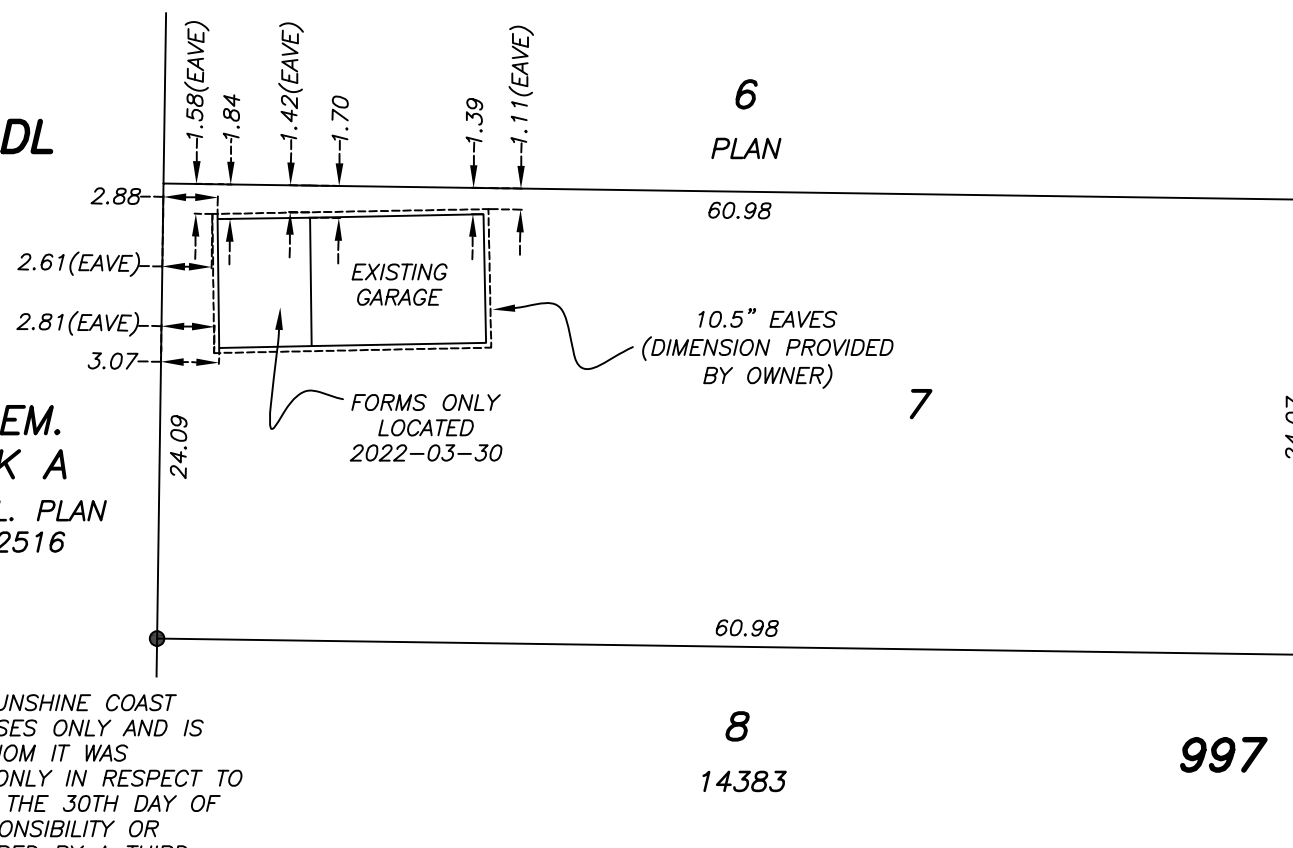 1.58(EAVE)
1.84
1.42(EAVE)
1.70
1.39
1.11(EAVE)
6
PLAN
DL
2.88
60.98
2.61(EAVE)
EXISTING
GARAGE
2.81(EAVE)
3.07
10.5” EAVES
(DIMENSION PROVIDED
BY OWNER)
7
FORMS ONLY
LOCATED
2022-03-30
24.09
EM.
K A
L. PLAN
2516
60.98
UNSHINE COAST
SES ONLY AND IS
HOM IT WAS
ONLY IN RESPECT TO
THE 30TH DAY OF
ONSIBILITY OR
BY A THIRD
8
14383
997